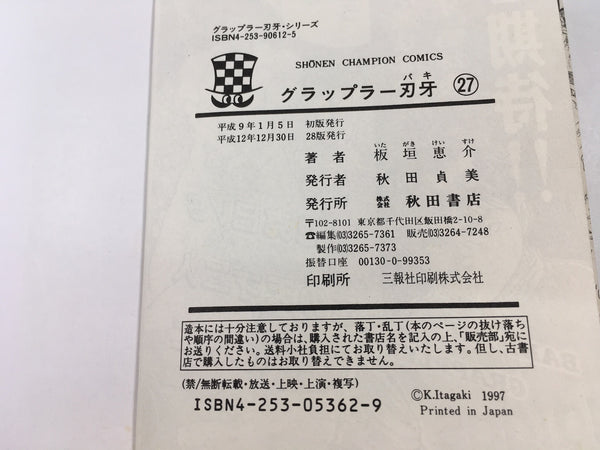 グラップラー刃牙・シリーズ
ISBN4-253-90612-5
SHŌNEN CHAMPION COMICS
グラップラー刃牙 ㉗
バキ
平成9年1月5日 初版発行
平成12年12月30日 28版発行
いた がき けい すけ
著者 板垣恵介
発行者 秋田貞美
発行所 株式会社 秋田書店
〒102-8101 東京都千代田区飯田橋2-10-8
☎編集(03)3265-7361 販売(03)3264-7248
製作(03)3265-7373
振替口座 00130-0-99353
印刷所 三報社印刷株式会社
造本には十分注意しておりますが、落丁・乱丁(本のページの抜け落ち
や順序の間違い)の場合は、購入された書店名を記入の上、「販売部」宛に
お送りください。送料小社負担にてお取り替えいたします。但し、古書店
で購入したものはお取り替えできません。
(禁/無断転載・放送・上映・上演・複写)
ISBN4-253-05362-9
©K.Itagaki 1997
Printed in Japan
期待!